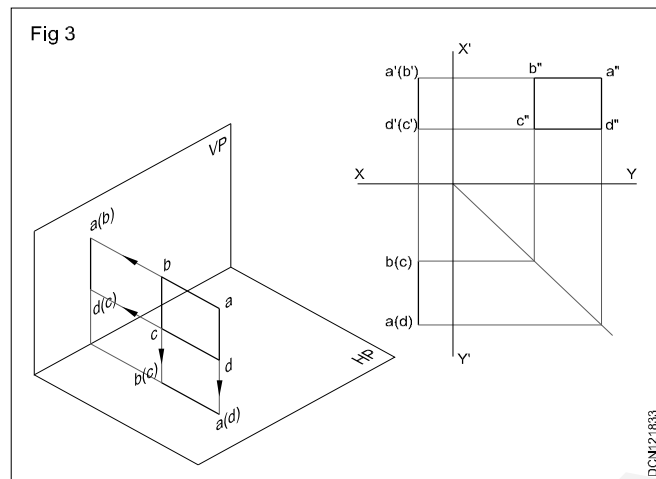 Fig 3
VP
a(b)
b
a
d(c)
c
d
b(c)
a(d)
HP
X'
a'(b')
b"
a"
d'(c')
c"
d"
X
Y
b(c)
a(d)
Y'
DCN121833